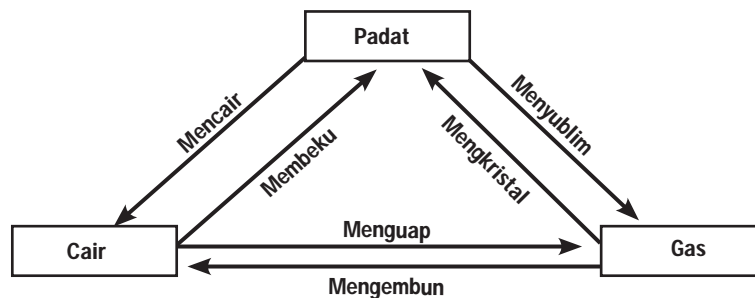 Padat
Mencair
Membeku
Mengkristal
Menyublim
Cair
Menguap
Gas
Mengembun